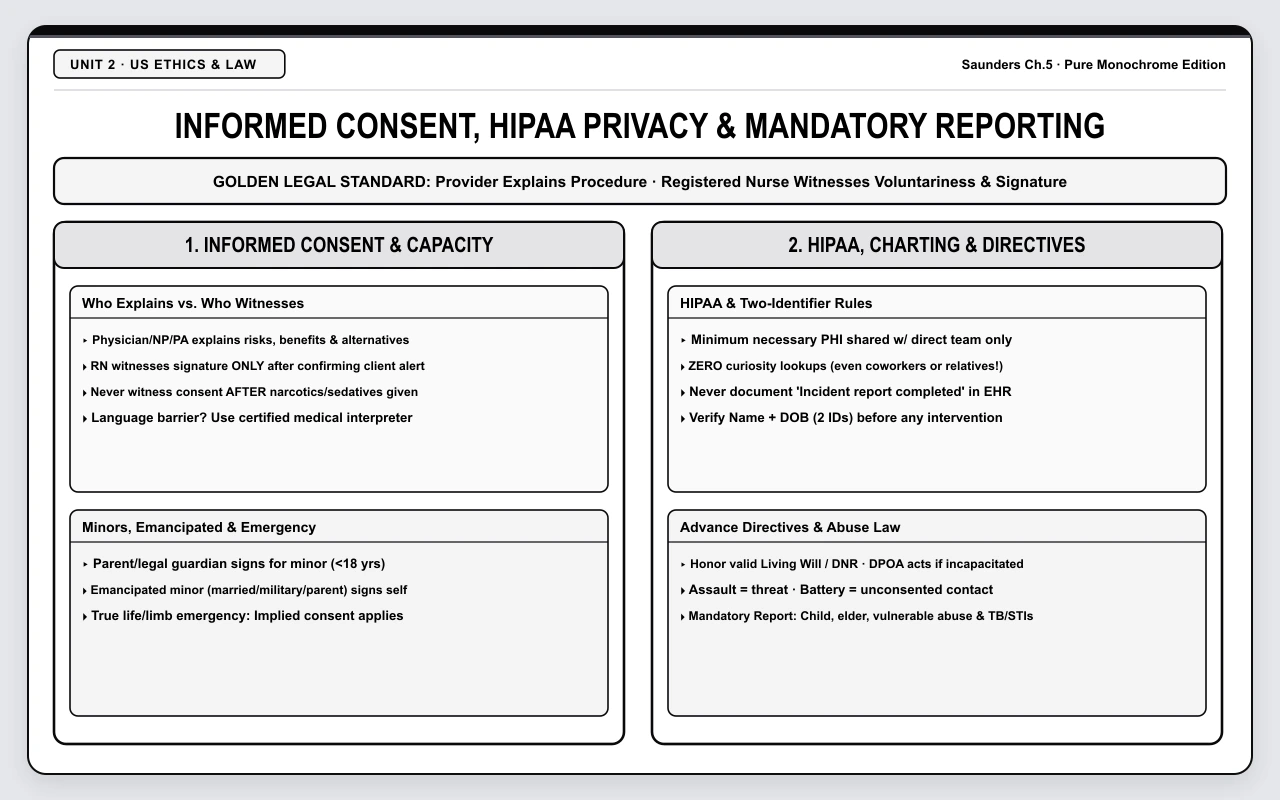 UNIT 2 · US ETHICS & LAW
Saunders Ch.5 · Pure Monochrome Edition
INFORMED CONSENT, HIPAA PRIVACY & MANDATORY REPORTING
GOLDEN LEGAL STANDARD: Provider Explains Procedure · Registered Nurse Witnesses Voluntariness & Signature
1. INFORMED CONSENT & CAPACITY
Who Explains vs. Who Witnesses
‣ Physician/NP/PA explains risks, benefits & alternatives
‣ RN witnesses signature ONLY after confirming client alert
‣ Never witness consent AFTER narcotics/sedatives given
‣ Language barrier? Use certified medical interpreter
Minors, Emancipated & Emergency
‣ Parent/legal guardian signs for minor (<18 yrs)
‣ Emancipated minor (married/military/parent) signs self
‣ True life/limb emergency: Implied consent applies
2. HIPAA, CHARTING & DIRECTIVES
HIPAA & Two-Identifier Rules
‣ Minimum necessary PHI shared w/ direct team only
‣ ZERO curiosity lookups (even coworkers or relatives!)
‣ Never document 'Incident report completed' in EHR
‣ Verify Name + DOB (2 IDs) before any intervention
Advance Directives & Abuse Law
‣ Honor valid Living Will / DNR · DPOA acts if incapacitated
‣ Assault = threat · Battery = unconsented contact
‣ Mandatory Report: Child, elder, vulnerable abuse & TB/STIs